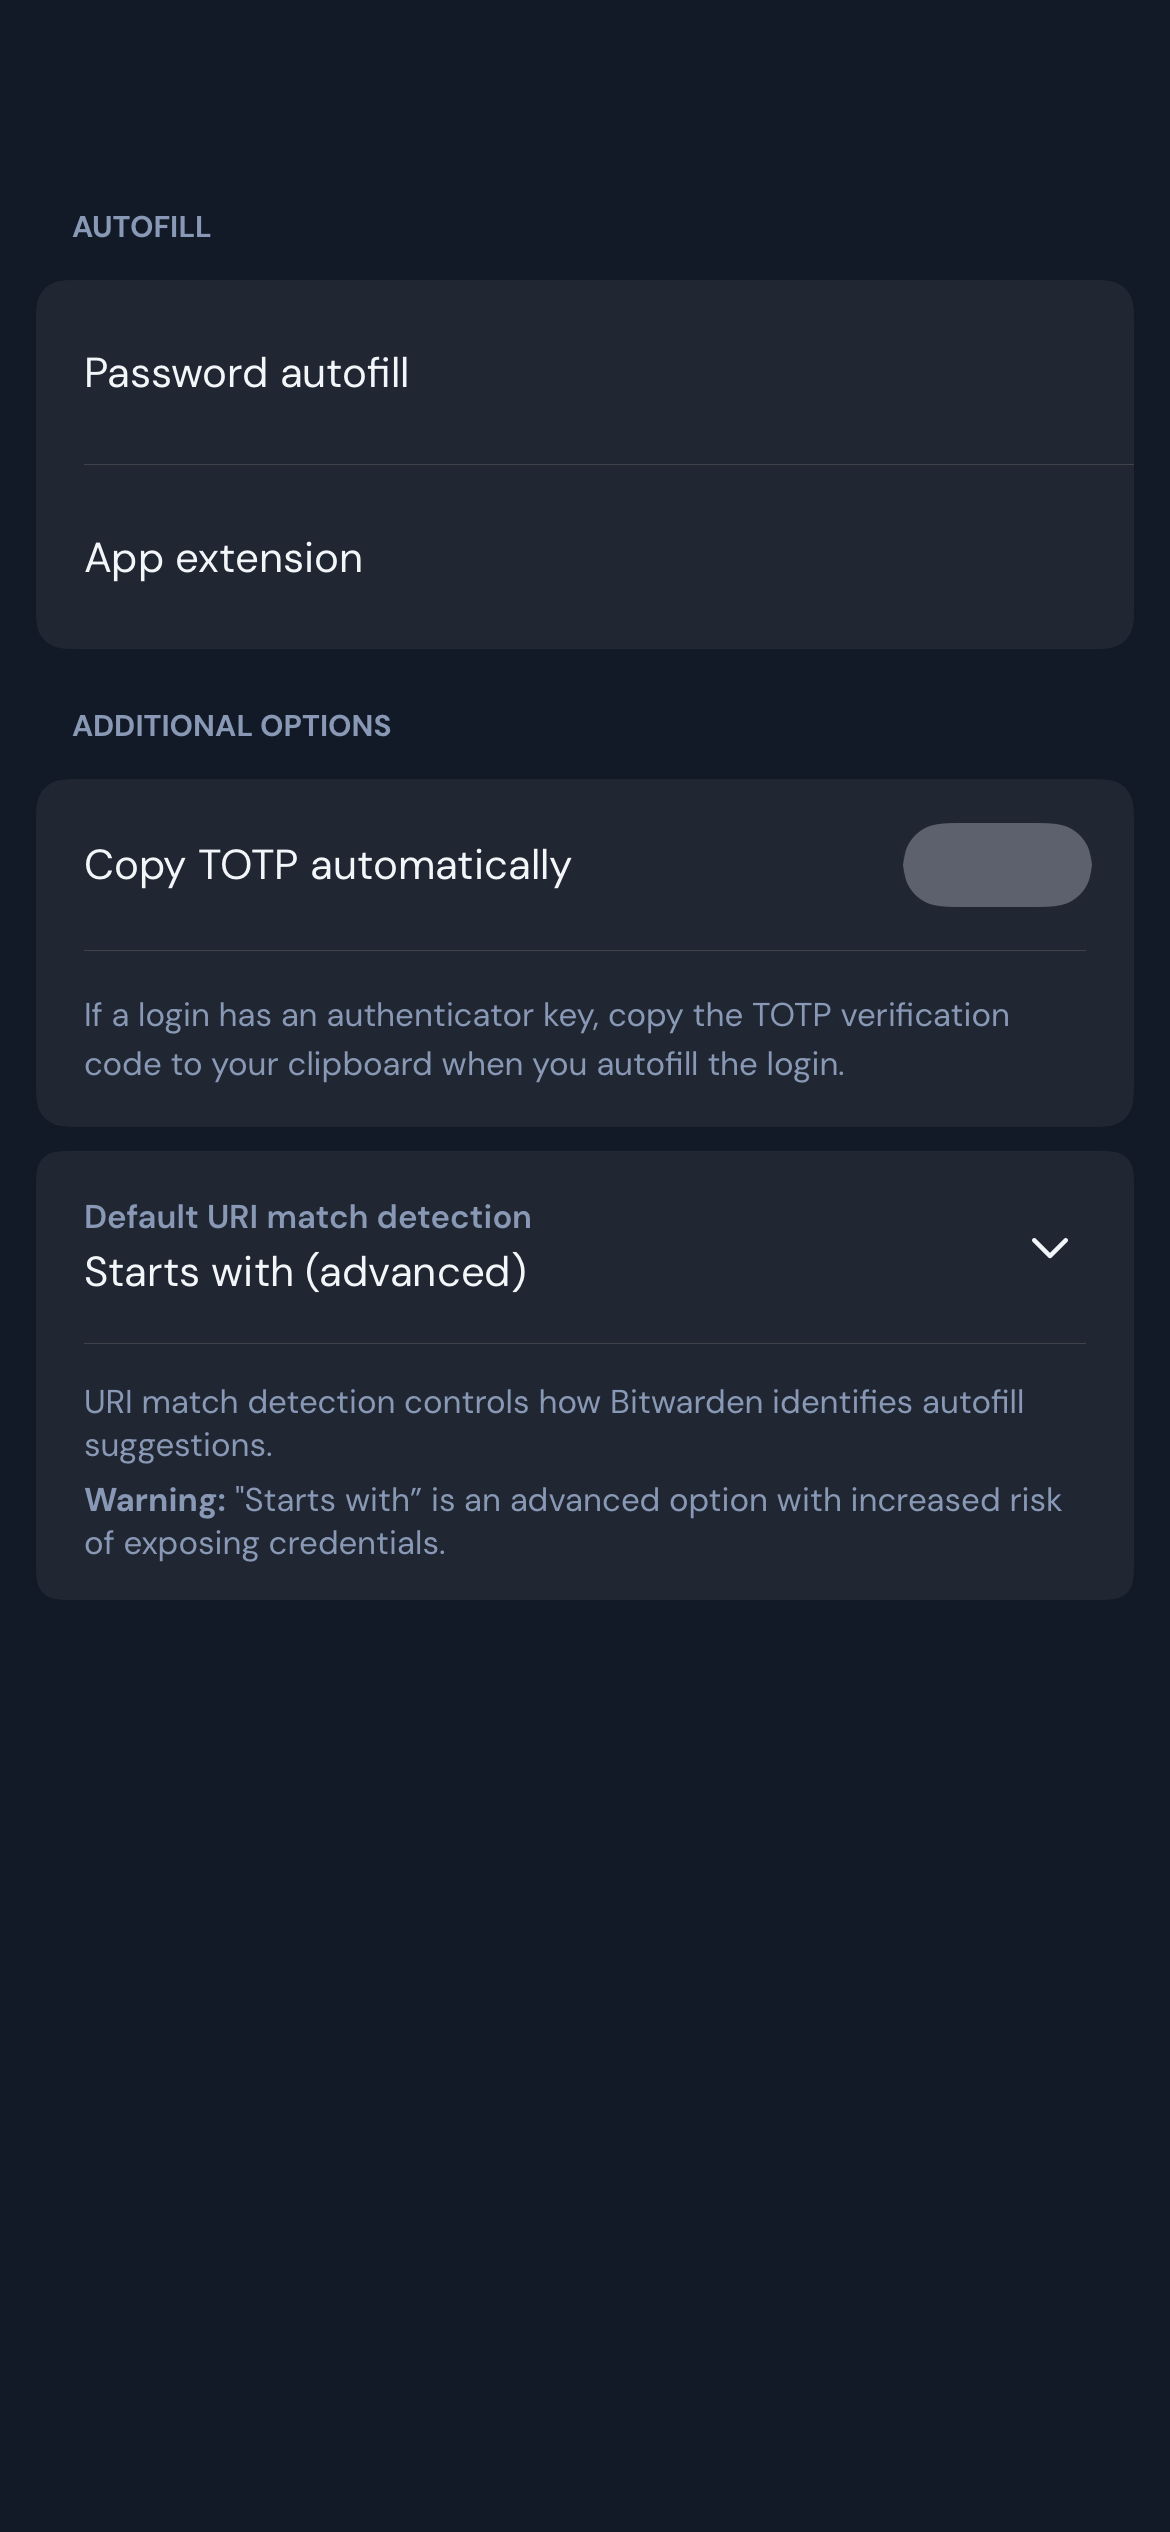 AUTOFILL
Password autofill
App extension
ADDITIONAL OPTIONS
Copy TOTP automatically
If a login has an authenticator key, copy the TOTP verification
code to your clipboard when you autofill the login.
Default URI match detection
Starts with (advanced)
URI match detection controls how Bitwarden identifies autofill
suggestions.
Warning: "Starts with” is an advanced option with increased risk
of exposing credentials.